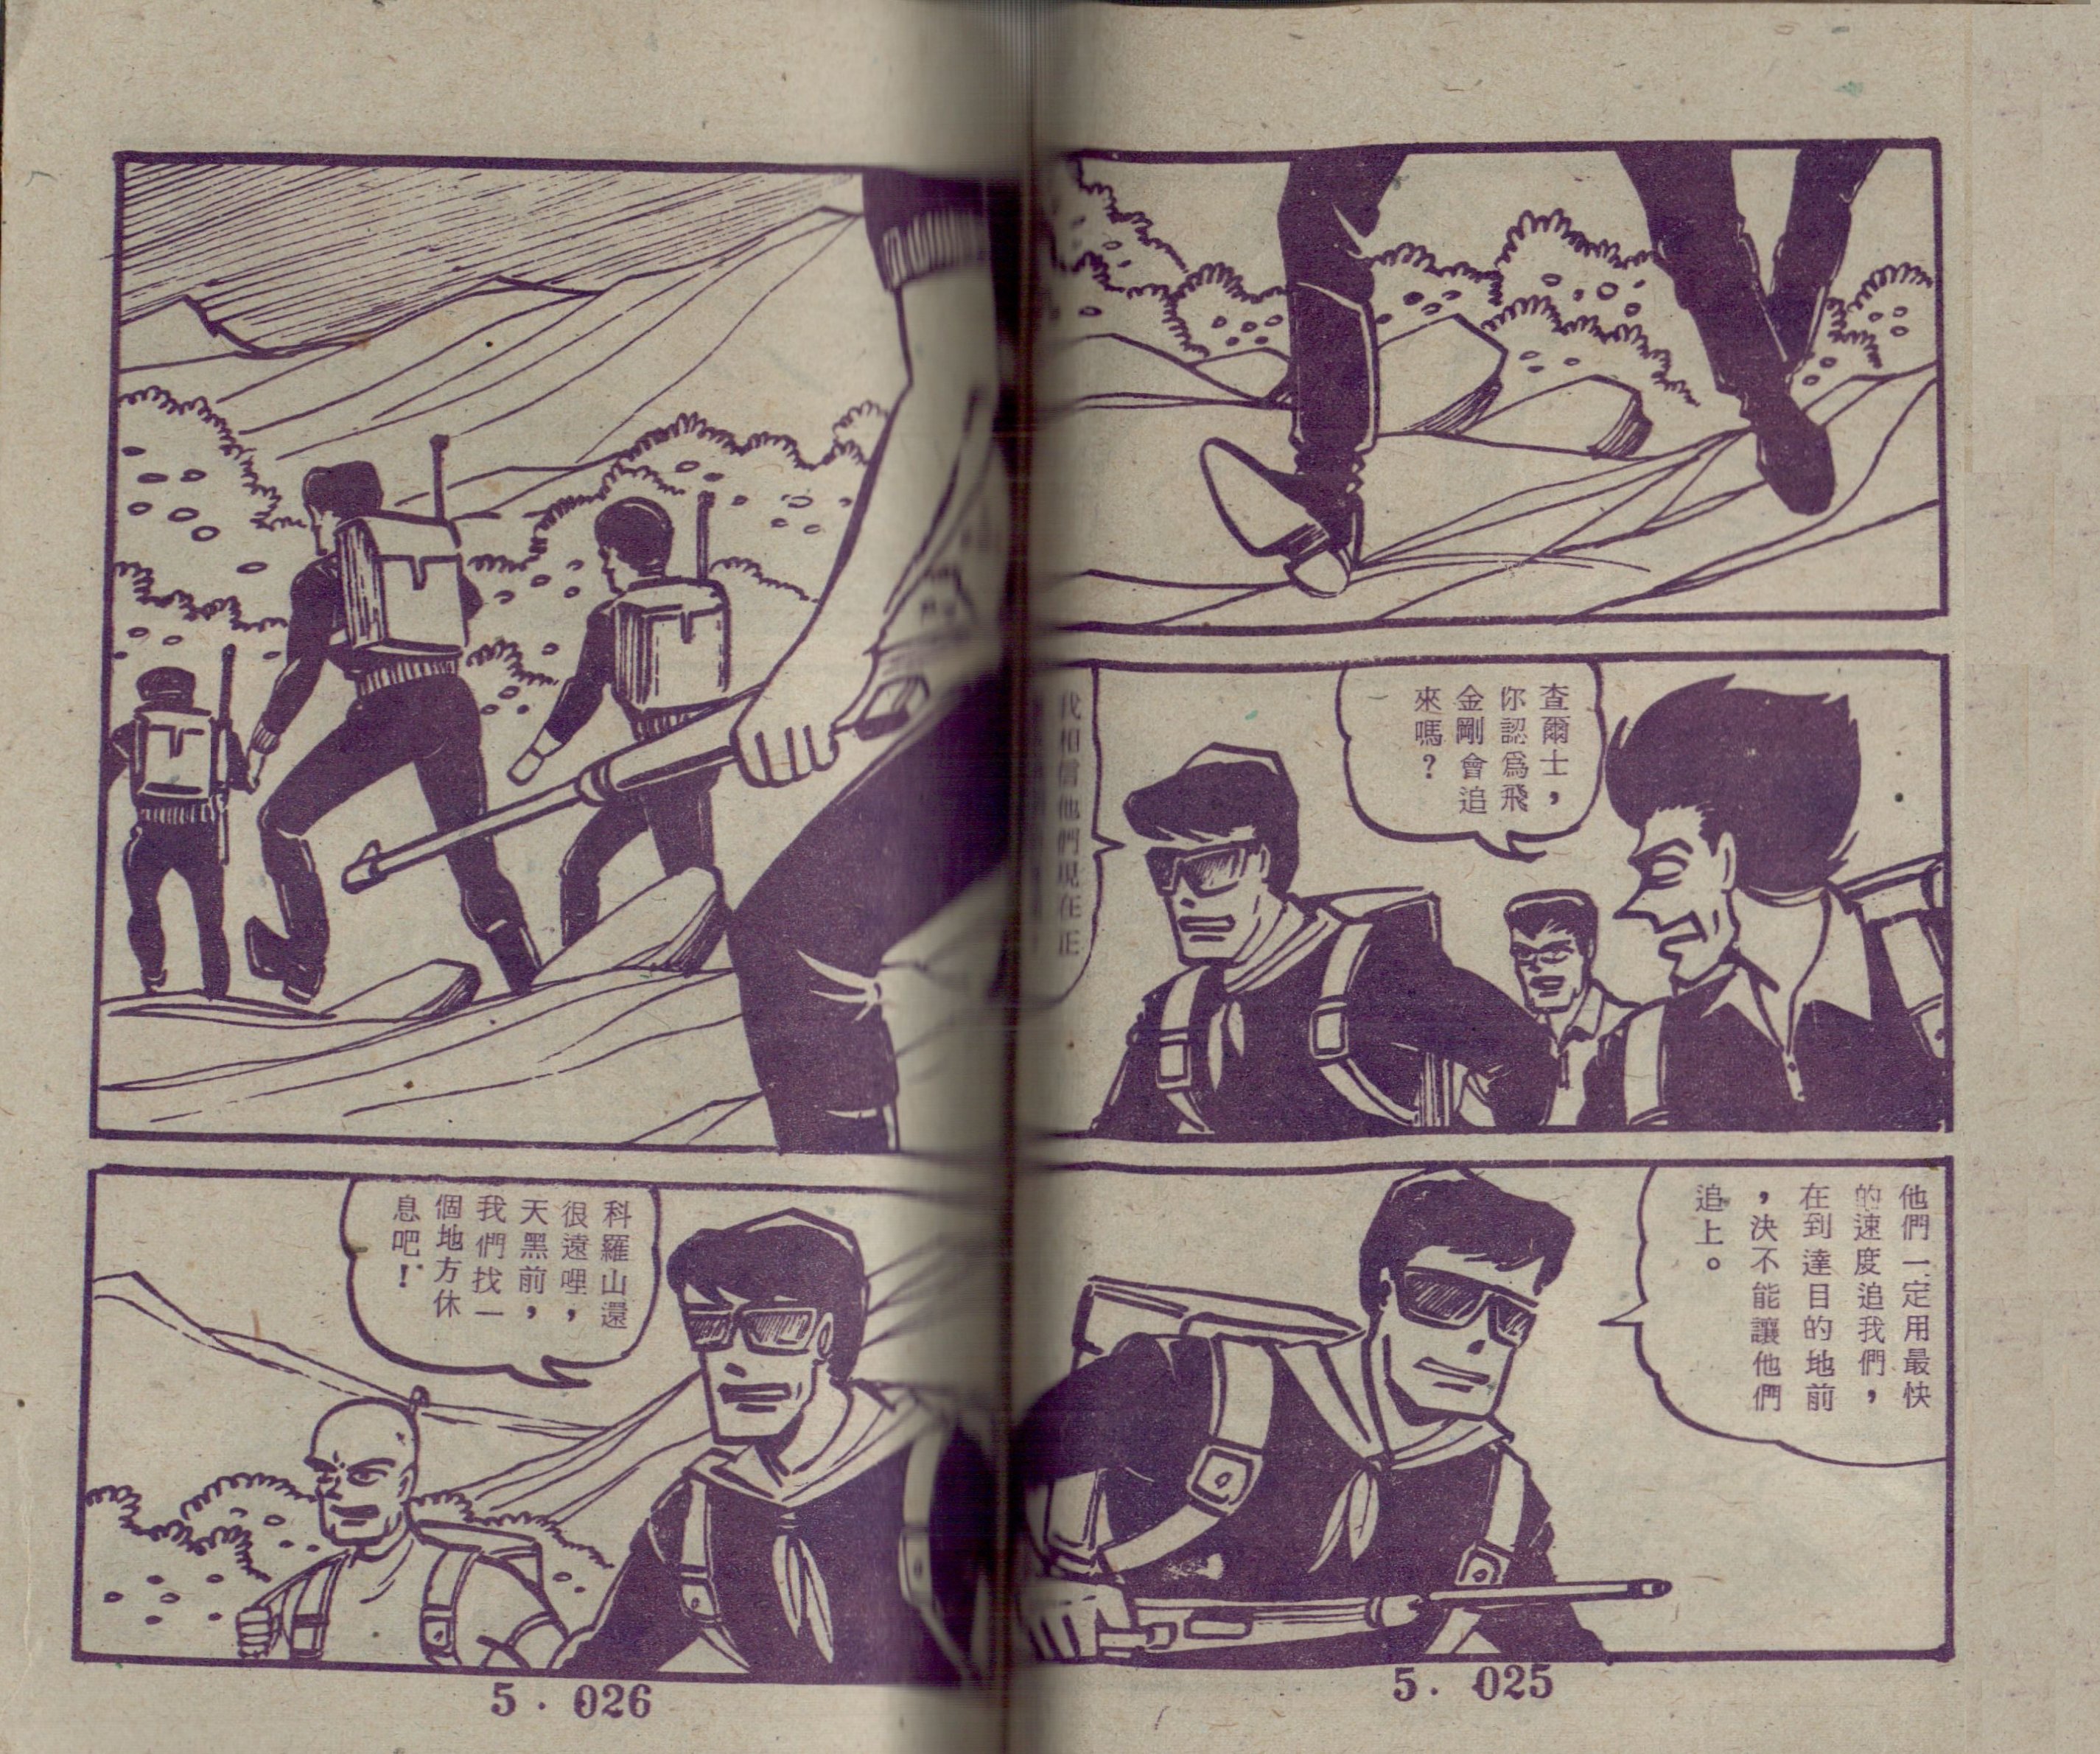 查爾士，
你認爲飛
金剛會追
來嗎？
我相信他們現在正
他們一定用最快
的速度追我們，
在到達目的地前
，決不能讓他們
追上。
5．025
科羅山還
很遠哩，
天黑前，
我們找一
個地方休
息吧！
5．026